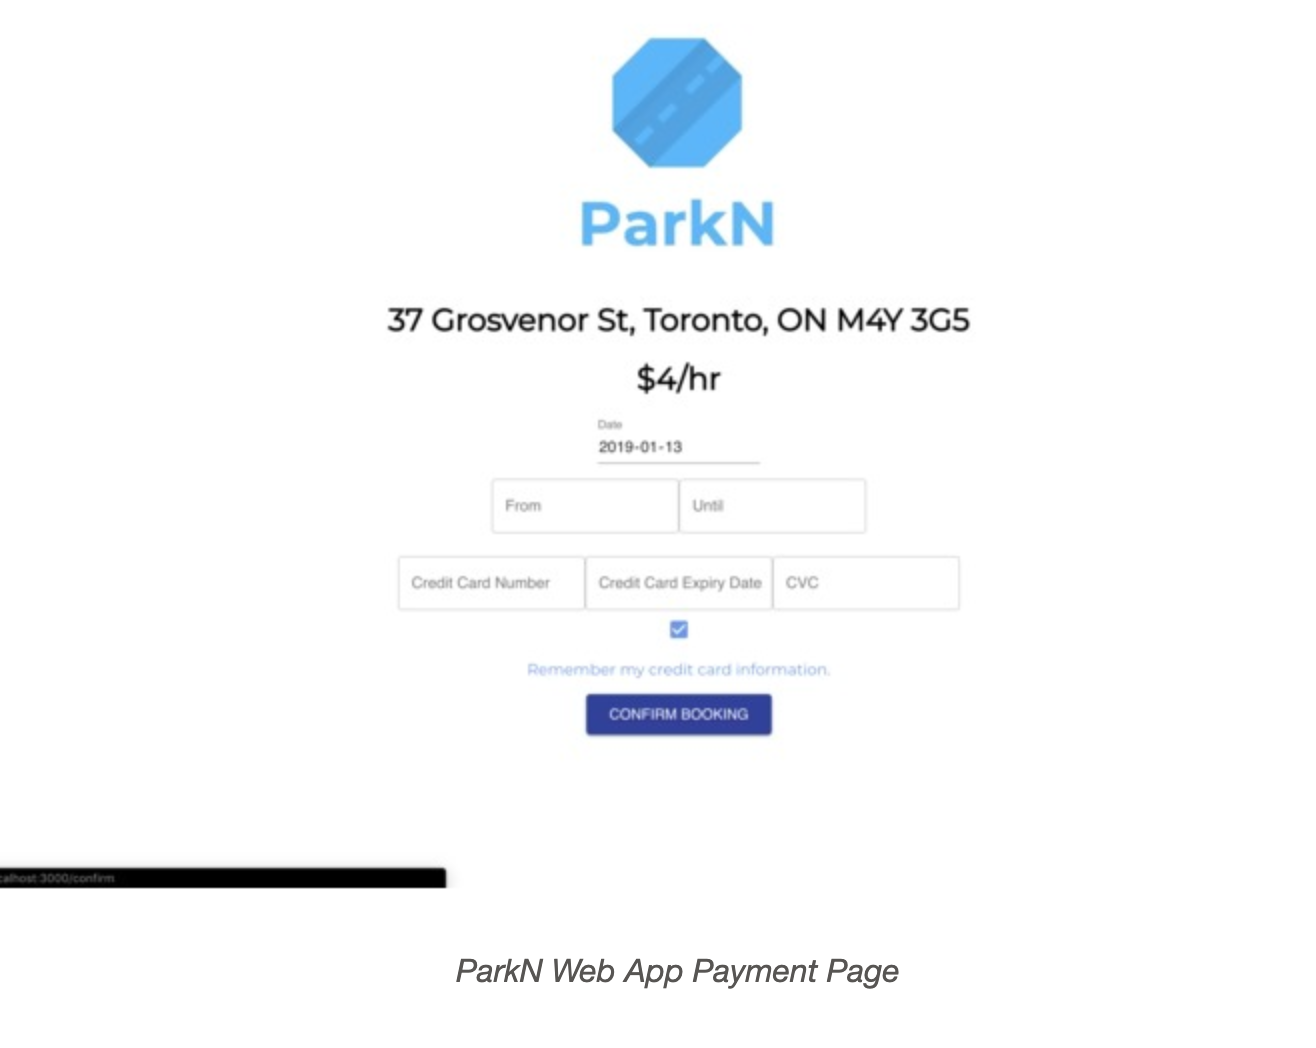 ParkN
37 Grosvenor St, Toronto, ON M4Y 3G5
$4/hr
Date
2019-01-13
From Until
Credit Card Number Credit Card Expiry Date CVC
Remember my credit card information.
CONFIRM BOOKING
calhost:3000/confirm
ParkN Web App Payment Page